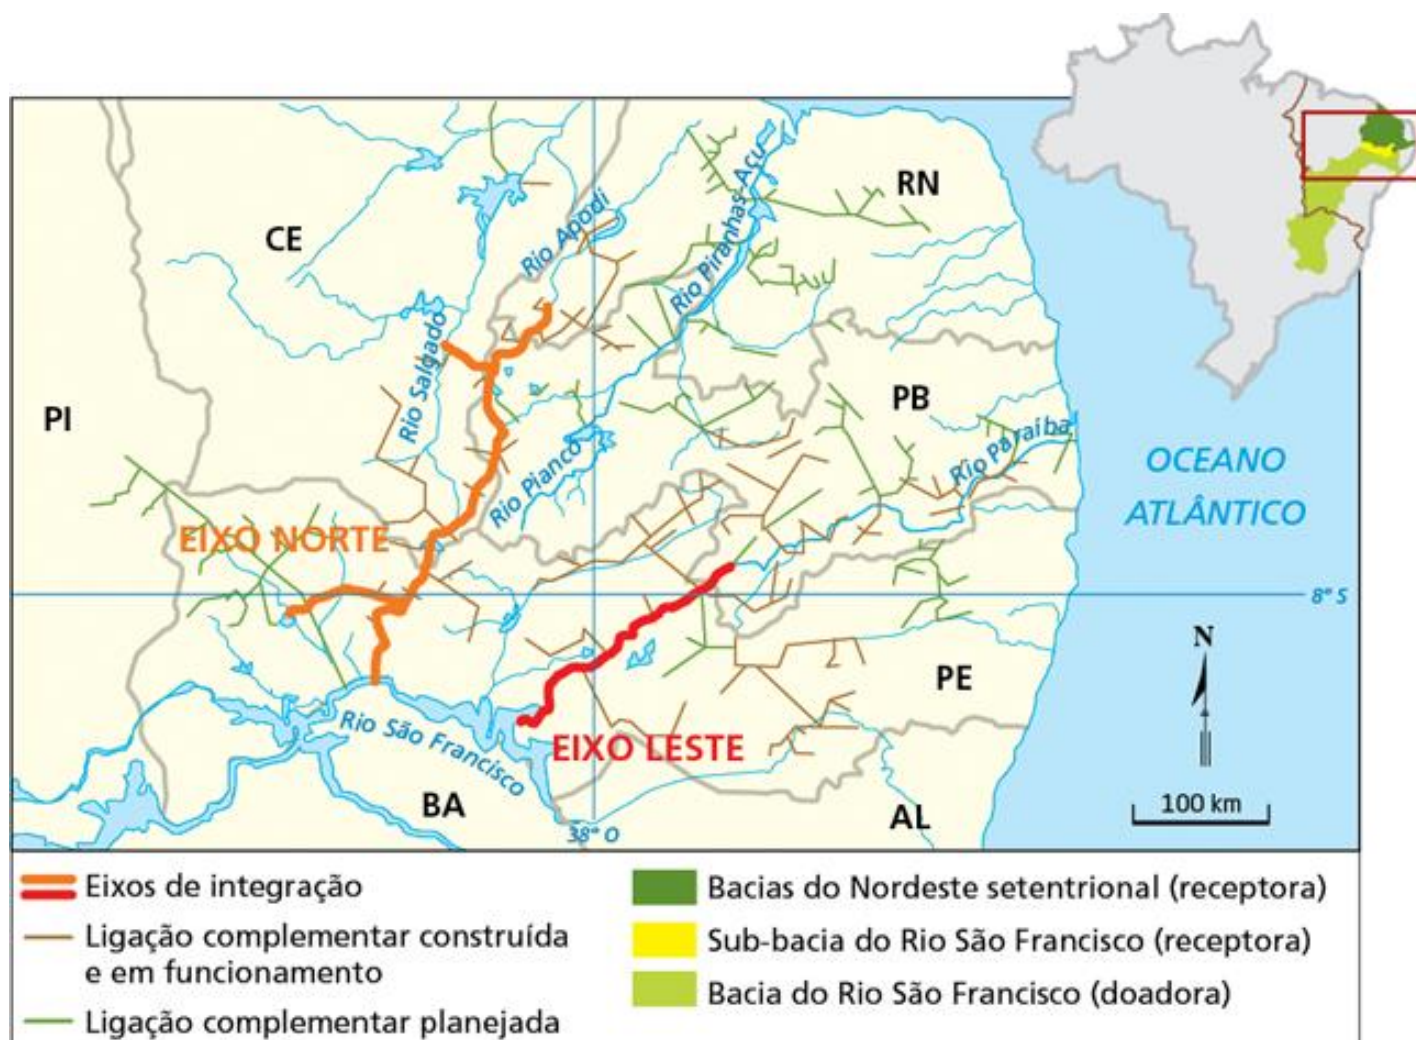 CE
RN
Rio Apodi
Rio Piranhas-Açu
Rio Salgado
PI
PB
Rio Piancó
Rio Paraíba
OCEANO
ATLÂNTICO
EIXO NORTE
8° S
N
PE
Rio São Francisco
EIXO LESTE
BA
38° O
AL
100 km
Eixos de integração
Ligação complementar construída
e em funcionamento
Ligação complementar planejada
Bacias do Nordeste setentrional (receptora)
Sub-bacia do Rio São Francisco (receptora)
Bacia do Rio São Francisco (doadora)